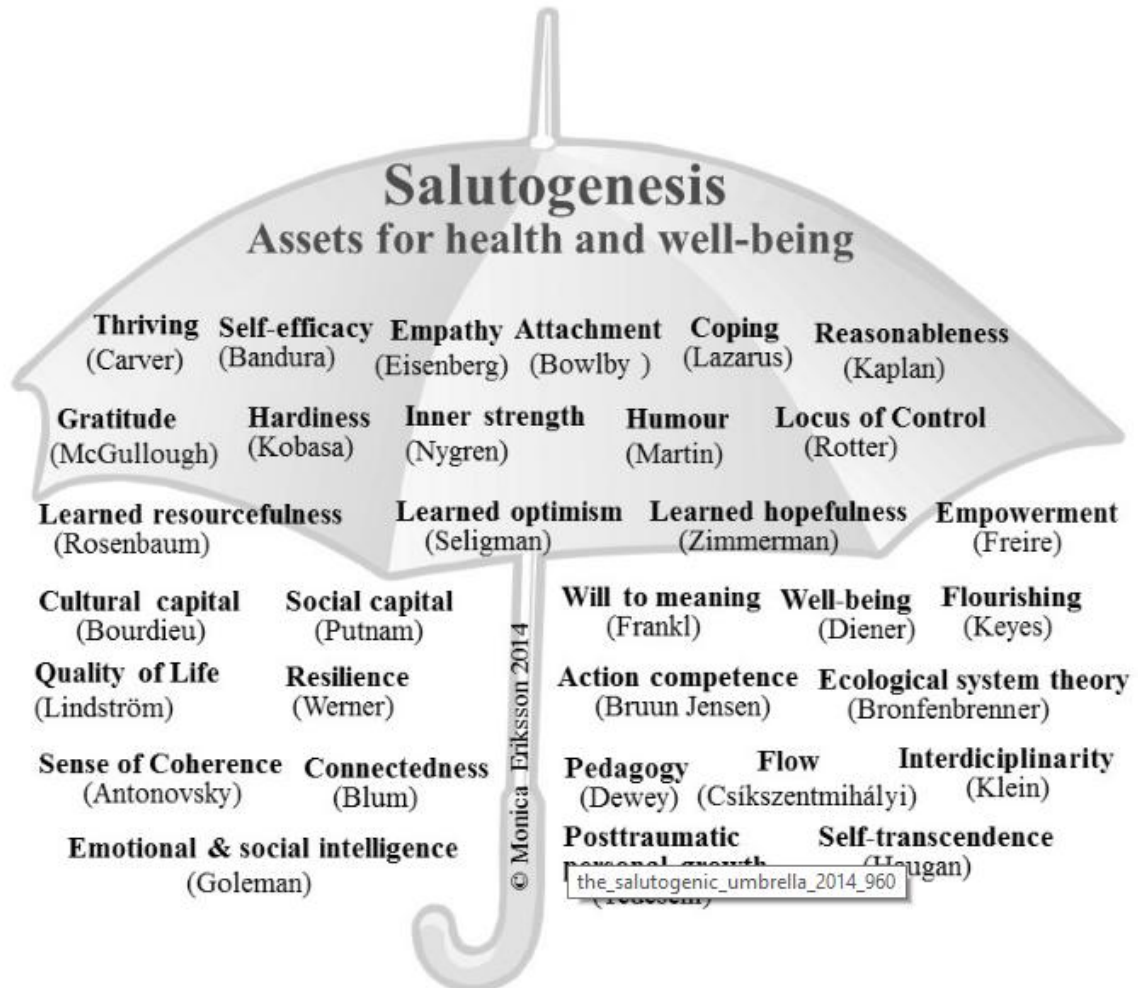 Salutogenesis
Assets for health and well-being
Thriving Self-efficacy Empathy Attachment Coping Reasonableness
(Carver) (Bandura) (Eisenberg) (Bowlby ) (Lazarus) (Kaplan)
Gratitude Hardiness Inner strength Humour Locus of Control
(McGullough) (Kobasa) (Nygren) (Martin) (Rotter)
Learned resourcefulness Learned optimism Learned hopefulness Empowerment
(Rosenbaum) (Seligman) (Zimmerman) (Freire)
Cultural capital Social capital Will to meaning Well-being Flourishing
(Bourdieu) (Putnam) (Frankl) (Diener) (Keyes)
Quality of Life Resilience Action competence Ecological system theory
(Lindström) (Werner) (Bruun Jensen) (Bronfenbrenner)
Sense of Coherence Connectedness Pedagogy Flow Interdiciplinarity
(Antonovsky) (Blum) (Dewey) (Csíkszentmihályi) (Klein)
Emotional & social intelligence Posttraumatic Self-transcendence
(Goleman) personal growth
the_salutogenic_umbrella_2014_960
© Monica Eriksson 2014